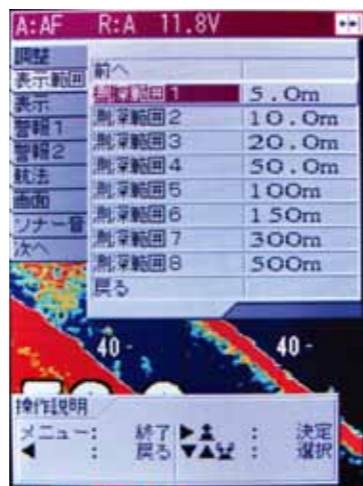 A:AF R:A 11.8V
調整
表示範囲
表示
警報1
警報2
航法
画面
ソナー音
次へ
前へ
測深範囲1 5.0m
測深範囲2 10.0m
測深範囲3 20.0m
測深範囲4 50.0m
測深範囲5 100m
測深範囲6 150m
測深範囲7 300m
測深範囲8 500m
戻る
40- 40-
操作説明
メニュー: 終了 ▶ : 決定
◀ : 戻る ▼▲ : 選択